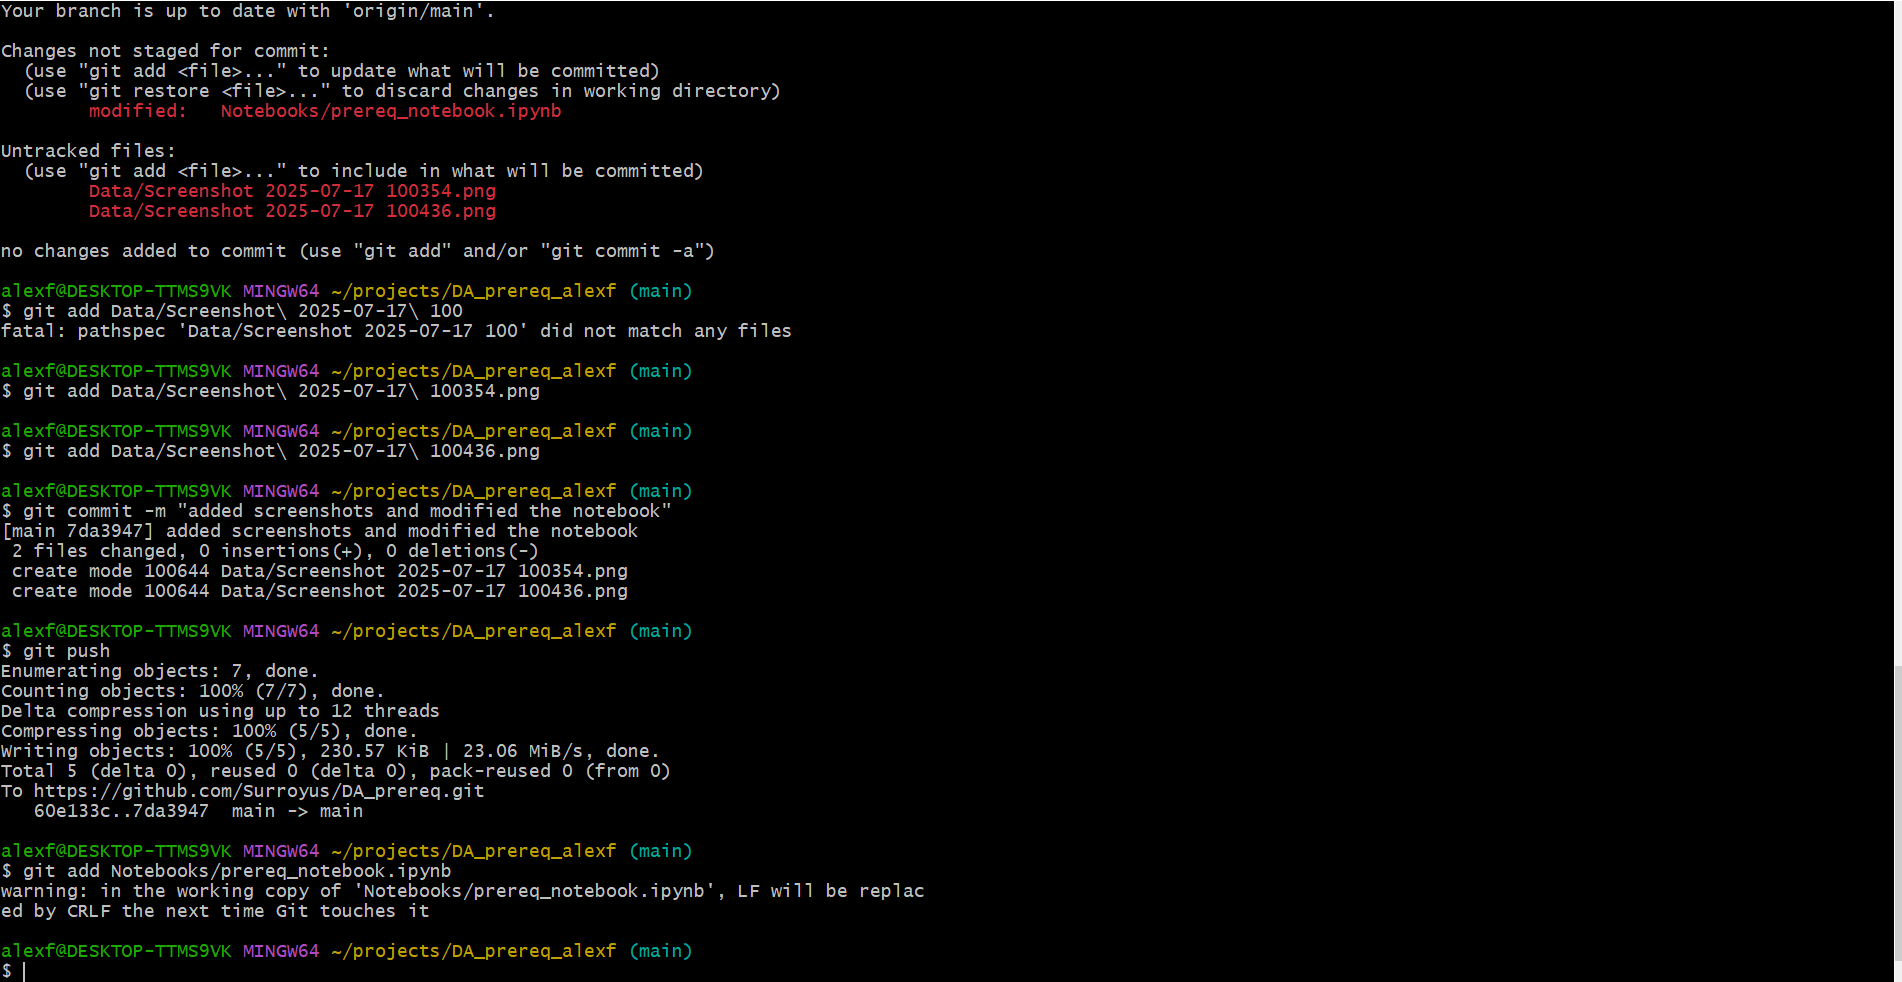 Your branch is up to date with 'origin/main'.
Changes not staged for commit:
  (use "git add <file>..." to update what will be committed)
  (use "git restore <file>..." to discard changes in working directory)
        modified:   Notebooks/prereq_notebook.ipynb
Untracked files:
  (use "git add <file>..." to include in what will be committed)
        Data/Screenshot 2025-07-17 100354.png
        Data/Screenshot 2025-07-17 100436.png
no changes added to commit (use "git add" and/or "git commit -a")
alexf@DESKTOP-TTMS9VK MINGW64 ~/projects/DA_prereq_alexf (main)
$ git add Data/Screenshot\ 2025-07-17\ 100
fatal: pathspec 'Data/Screenshot 2025-07-17 100' did not match any files
alexf@DESKTOP-TTMS9VK MINGW64 ~/projects/DA_prereq_alexf (main)
$ git add Data/Screenshot\ 2025-07-17\ 100354.png
alexf@DESKTOP-TTMS9VK MINGW64 ~/projects/DA_prereq_alexf (main)
$ git add Data/Screenshot\ 2025-07-17\ 100436.png
alexf@DESKTOP-TTMS9VK MINGW64 ~/projects/DA_prereq_alexf (main)
$ git commit -m "added screenshots and modified the notebook"
[main 7da3947] added screenshots and modified the notebook
 2 files changed, 0 insertions(+), 0 deletions(-)
 create mode 100644 Data/Screenshot 2025-07-17 100354.png
 create mode 100644 Data/Screenshot 2025-07-17 100436.png
alexf@DESKTOP-TTMS9VK MINGW64 ~/projects/DA_prereq_alexf (main)
$ git push
Enumerating objects: 7, done.
Counting objects: 100% (7/7), done.
Delta compression using up to 12 threads
Compressing objects: 100% (5/5), done.
Writing objects: 100% (5/5), 230.57 KiB | 23.06 MiB/s, done.
Total 5 (delta 0), reused 0 (delta 0), pack-reused 0 (from 0)
To https://github.com/Surroyus/DA_prereq.git
   60e133c..7da3947  main -> main
alexf@DESKTOP-TTMS9VK MINGW64 ~/projects/DA_prereq_alexf (main)
$ git add Notebooks/prereq_notebook.ipynb
warning: in the working copy of 'Notebooks/prereq_notebook.ipynb', LF will be replac
ed by CRLF the next time Git touches it
alexf@DESKTOP-TTMS9VK MINGW64 ~/projects/DA_prereq_alexf (main)
$